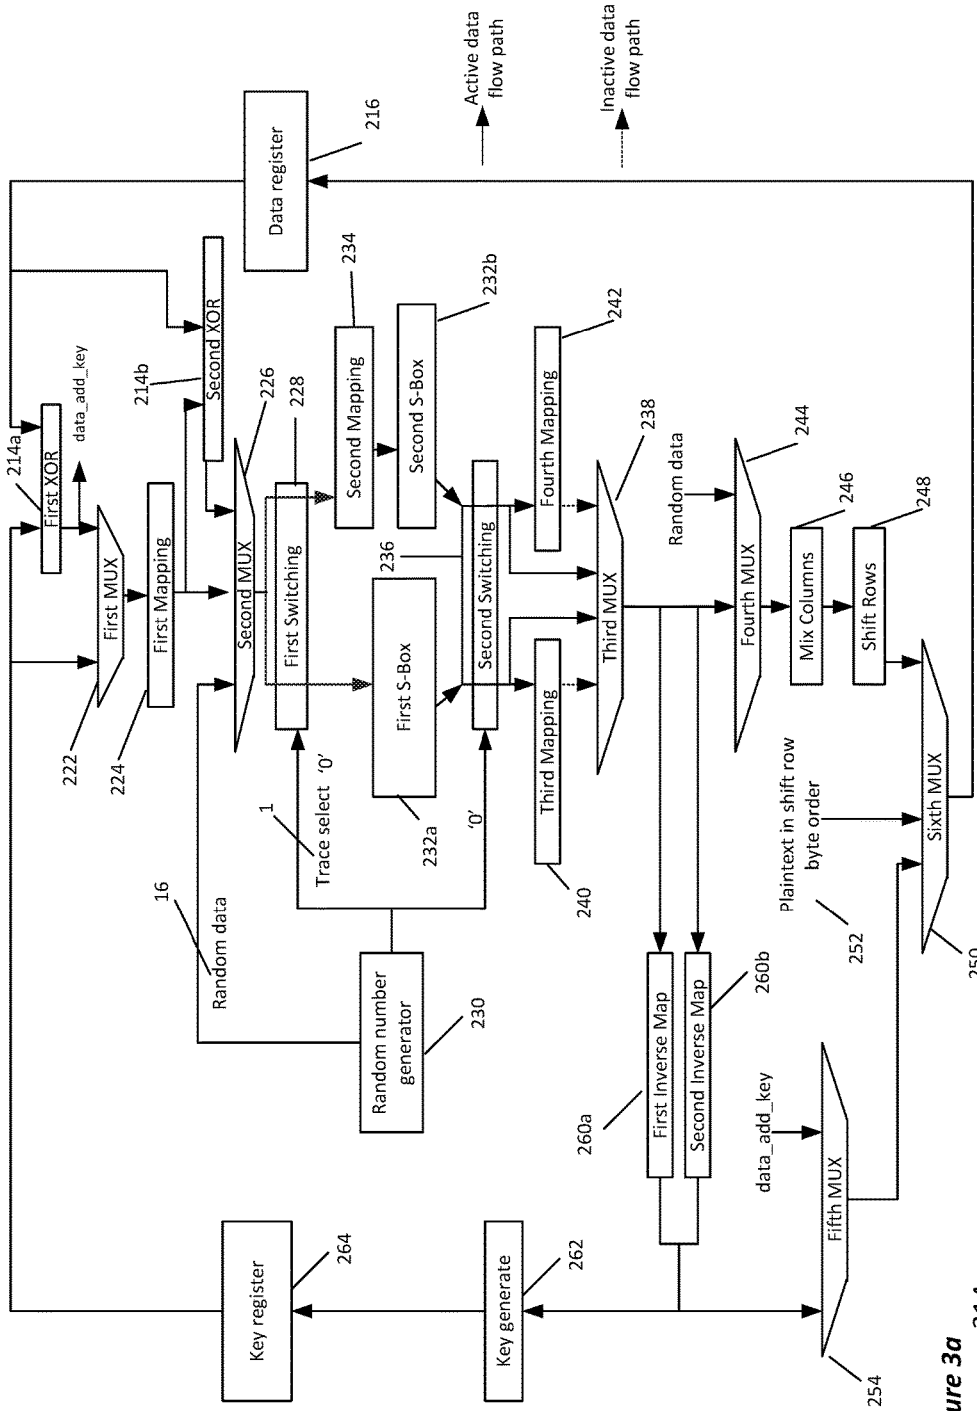 Active data
flow path
Inactive data
flow path
Data register
216
214a
First XOR
data_add_key
First MUX
222
First Mapping
224
214b
Second XOR
Second MUX
226
First Switching
228
Second Mapping
234
Second S-Box
232b
First S-Box
232a
236
Second Switching
Third Mapping
240
Fourth Mapping
242
Third MUX
238
Random data
Fourth MUX
244
Mix Columns
246
Shift Rows
248
Sixth MUX
250
Plaintext in shift row
byte order
252
16
Random data
1
Trace select '0'
'0'
Random number
generator
230
First Inverse Map
260a
Second Inverse Map
260b
data_add_key
Fifth MUX
254
Key register
264
Key generate
262
ure 3a